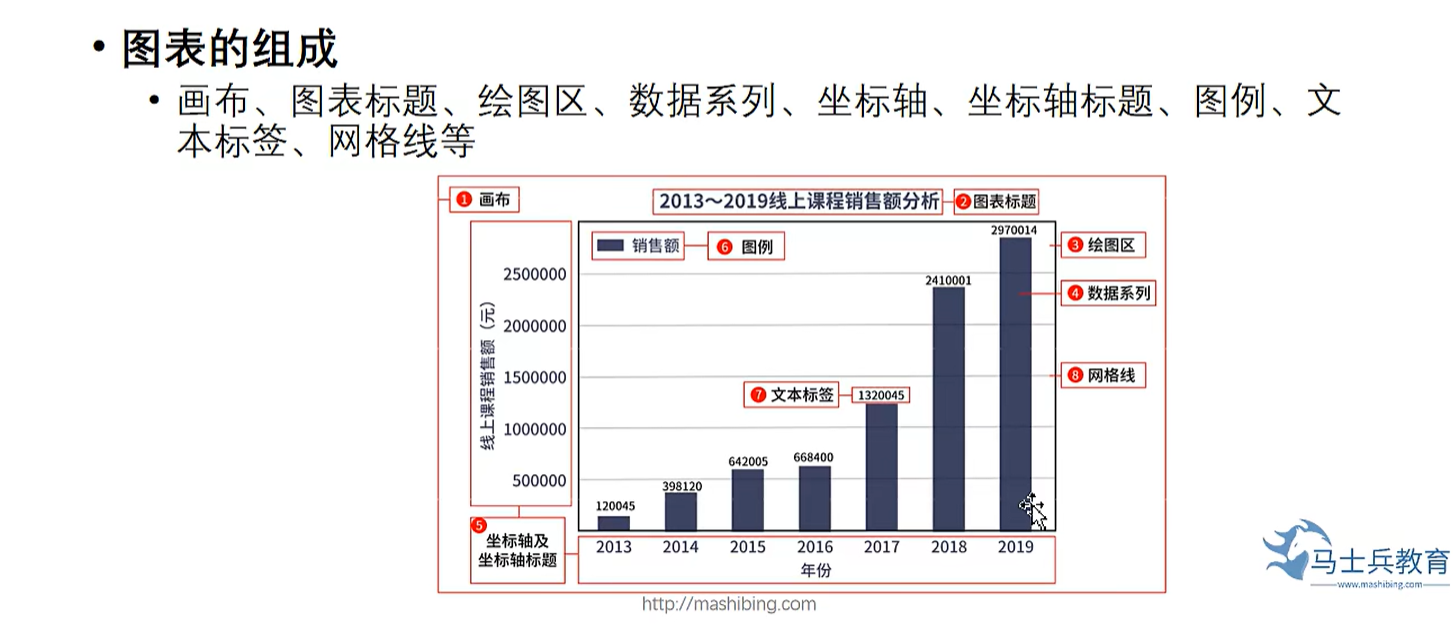 • 图表的组成
• 画布、图表标题、绘图区、数据系列、坐标轴、坐标轴标题、图例、文
本标签、网格线等
1 画布
2013～2019线上课程销售额分析
2 图表标题
销售额
6 图例
2970014
3 绘图区
2500000
2410001
4 数据系列
线上课程销售额（元）
2000000
1500000
8 网格线
7 文本标签
1320045
1000000
642005
668400
500000
398120
120045
5
坐标轴及
坐标轴标题
2013 2014 2015 2016 2017 2018 2019
年份
马士兵教育
www.mashibing.com
http://mashibing.com